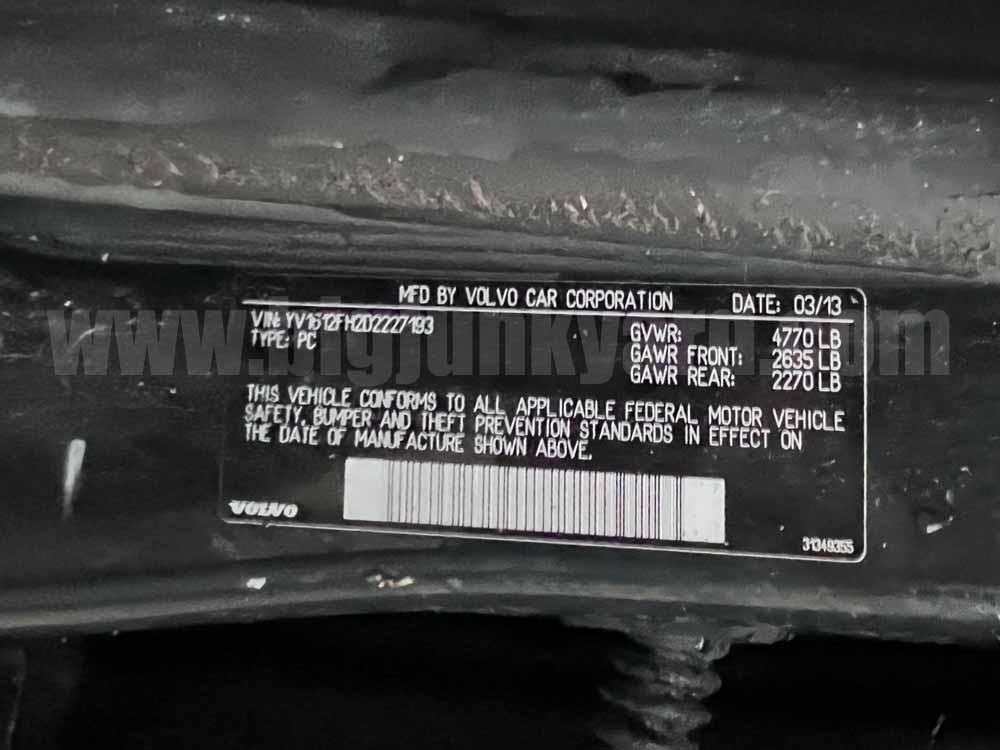 MFD BY VOLVO CAR CORPORATION DATE: 03/13
VIN: YV1612FH2D2227193
TYPE: PC
GVWR: 4770 LB
GAWR FRONT: 2635 LB
GAWR REAR: 2270 LB
www.bigjunkyard.com
THIS VEHICLE CONFORMS TO ALL APPLICABLE FEDERAL MOTOR VEHICLE
SAFETY, BUMPER AND THEFT PREVENTION STANDARDS IN EFFECT ON
THE DATE OF MANUFACTURE SHOWN ABOVE.
VOLVO
31349355